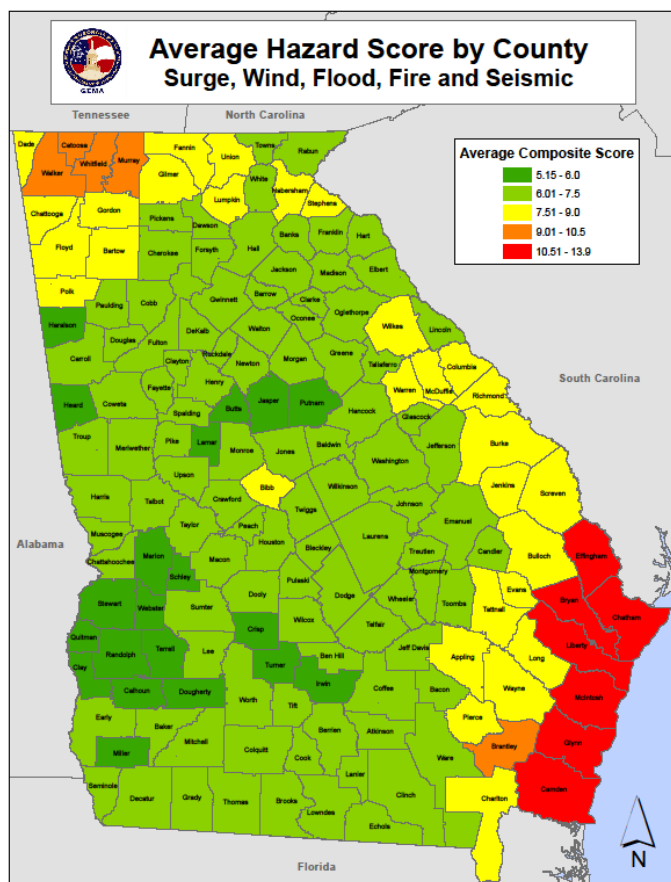 Average Hazard Score by County
Surge, Wind, Flood, Fire and Seismic
GEMA
Tennessee
North Carolina
Average Composite Score
5.15 - 6.0
6.01 - 7.5
7.51 - 9.0
9.01 - 10.5
10.51 - 13.9
Dade
Catoosa
Walker
Whitfield
Murray
Fannin
Union
Towns
Rabun
Gilmer
White
Lumpkin
Habersham
Stephens
Chattooga
Gordon
Pickens
Dawson
Banks
Franklin
Hart
Floyd
Bartow
Cherokee
Forsyth
Hall
Jackson
Madison
Elbert
Polk
Paulding
Cobb
Gwinnett
Barrow
Clarke
Oconee
Oglethorpe
Wilkes
Lincoln
Haralson
Douglas
Fulton
DeKalb
Walton
Carroll
Clayton
Rockdale
Newton
Morgan
Greene
Taliaferro
Columbia
McDuffie
Warren
Richmond
South Carolina
Heard
Coweta
Fayette
Henry
Spalding
Butts
Jasper
Putnam
Hancock
Glascock
Jefferson
Burke
Troup
Meriwether
Pike
Lamar
Monroe
Jones
Baldwin
Washington
Upson
Bibb
Wilkinson
Jenkins
Screven
Harris
Talbot
Crawford
Twiggs
Johnson
Emanuel
Muscogee
Taylor
Peach
Houston
Bleckley
Laurens
Treutlen
Candler
Bulloch
Effingham
Alabama
Chattahoochee
Marion
Macon
Schley
Dooly
Pulaski
Dodge
Wheeler
Montgomery
Toombs
Evans
Tattnall
Bryan
Chatham
Stewart
Webster
Sumter
Crisp
Wilcox
Telfair
Liberty
Quitman
Randolph
Terrell
Lee
Turner
Ben Hill
Jeff Davis
Appling
Long
Clay
Irwin
Coffee
Bacon
Wayne
McIntosh
Calhoun
Dougherty
Worth
Tift
Pierce
Early
Baker
Mitchell
Colquitt
Berrien
Atkinson
Ware
Brantley
Glynn
Miller
Cook
Lanier
Clinch
Charlton
Camden
Seminole
Decatur
Grady
Thomas
Brooks
Lowndes
Echols
Florida
N